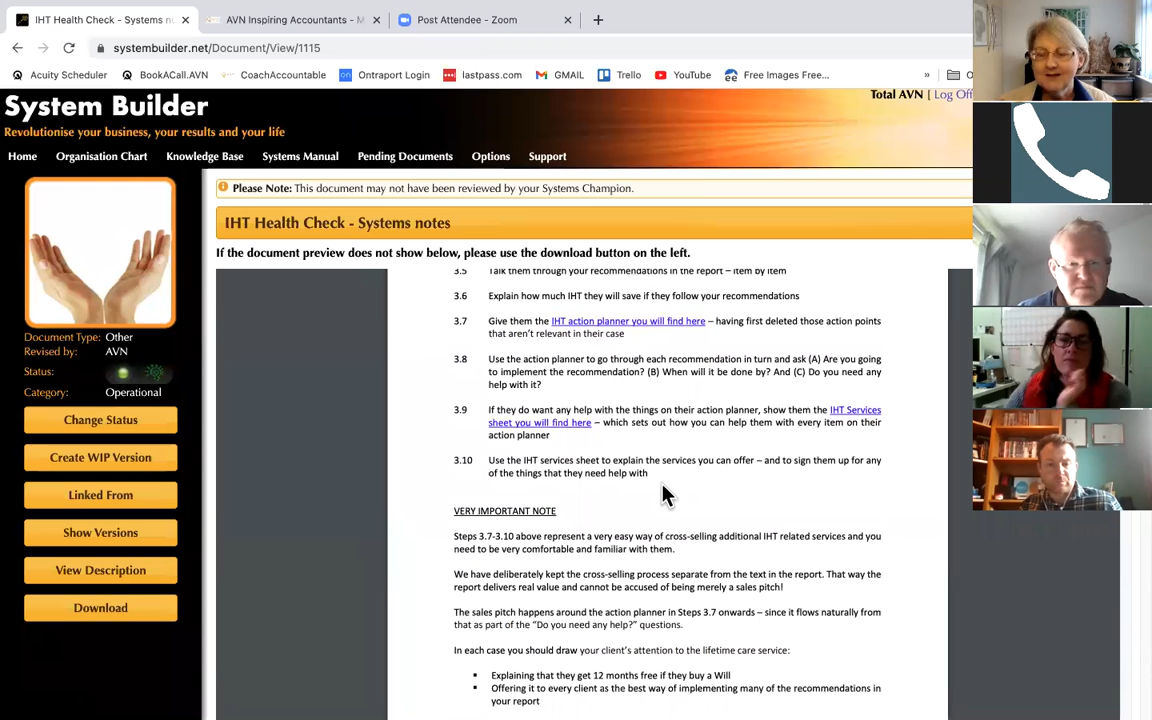 IHT Health Check - Systems n
AVN Inspiring Accountants - M
Post Attendee - Zoom
systembuilder.net/Document/View/1115
Acuity Scheduler
BookACall.AVN
CoachAccountable
on Ontraport Login
lastpass.com
GMAIL
Trello
YouTube
ee Free Images Free...
»
System Builder
Revolutionise your business, your results and your life
Total AVN | Log Off
Home Organisation Chart Knowledge Base Systems Manual Pending Documents Options Support
Please Note: This document may not have been reviewed by your Systems Champion.
IHT Health Check - Systems notes
If the document preview does not show below, please use the download button on the left.
Document Type: Other
Revised by: AVN
Status:
Category: Operational
Change Status
Create WIP Version
Linked From
Show Versions
View Description
Download
3.5 Talk them through your recommendations in the report – item by item
3.6 Explain how much IHT they will save if they follow your recommendations
3.7 Give them the IHT action planner you will find here – having first deleted those action points
that aren't relevant in their case
3.8 Use the action planner to go through each recommendation in turn and ask (A) Are you going
to implement the recommendation? (B) When will it be done by? And (C) Do you need any
help with it?
3.9 If they do want any help with the things on their action planner, show them the IHT Services
sheet you will find here – which sets out how you can help them with every item on their
action planner
3.10 Use the IHT services sheet to explain the services you can offer – and to sign them up for any
of the things that they need help with
VERY IMPORTANT NOTE
Steps 3.7-3.10 above represent a very easy way of cross-selling additional IHT related services and you
need to be very comfortable and familiar with them.
We have deliberately kept the cross-selling process separate from the text in the report. That way the
report delivers real value and cannot be accused of being merely a sales pitch!
The sales pitch happens around the action planner in Steps 3.7 onwards – since it flows naturally from
that as part of the "Do you need any help?" questions.
In each case you should draw your client's attention to the lifetime care service:
▪ Explaining that they get 12 months free if they buy a Will
▪ Offering it to every client as the best way of implementing many of the recommendations in
your report